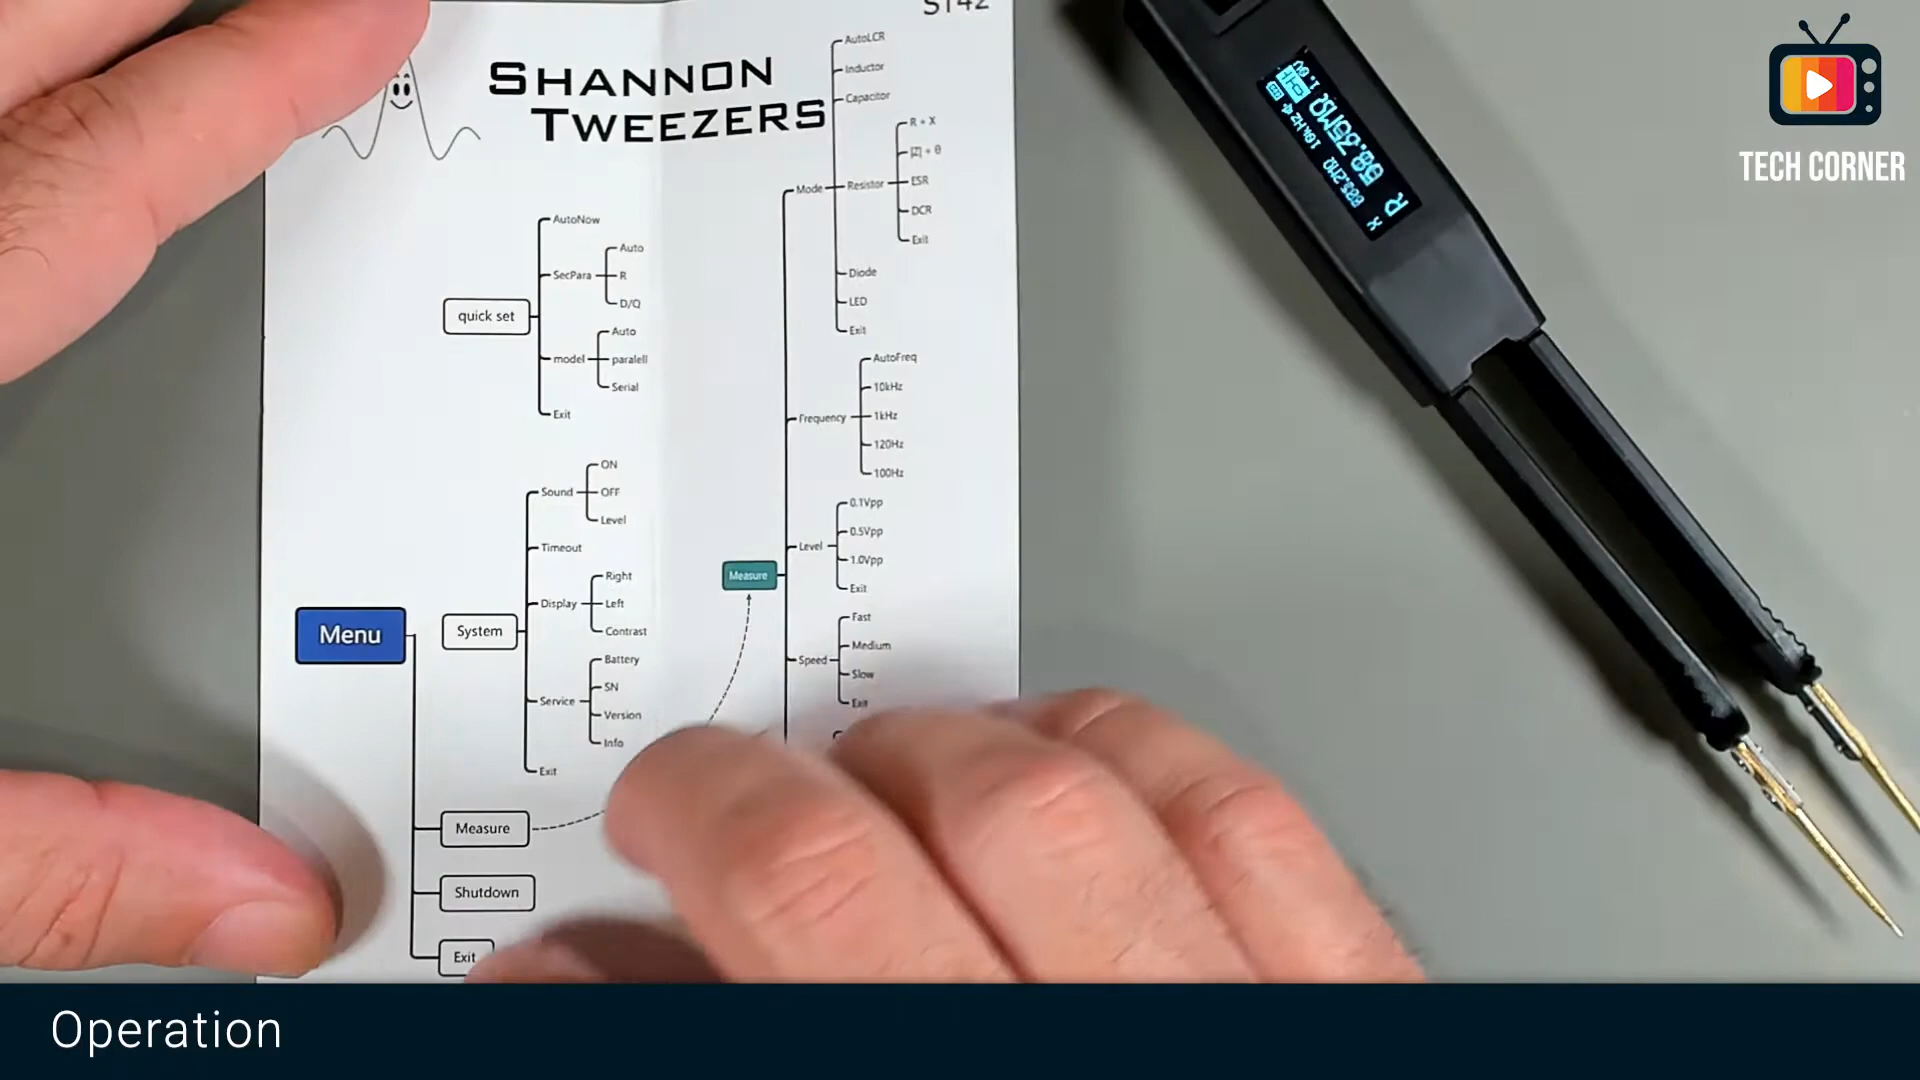 ST42
SHANNON
TWEEZERS
AutoLCR
Inductor
Capacitor
R + X
|Z| + θ
Mode
Resistor
ESR
DCR
Exit
Diode
LED
Exit
AutoNow
SecPara
Auto
R
D/Q
quick set
model
Auto
paralell
Serial
Exit
AutoFreq
10kHz
Frequency
1kHz
120Hz
100Hz
Sound
ON
OFF
Level
Timeout
Display
Right
Left
Contrast
Menu
System
Service
Battery
SN
Version
Info
Exit
Measure
Level
0.1Vpp
0.5Vpp
1.0Vpp
Exit
Speed
Fast
Medium
Slow
Exit
Measure
Shutdown
Exit
R
58.35MΩ
X
10kHz
TECH CORNER
Operation